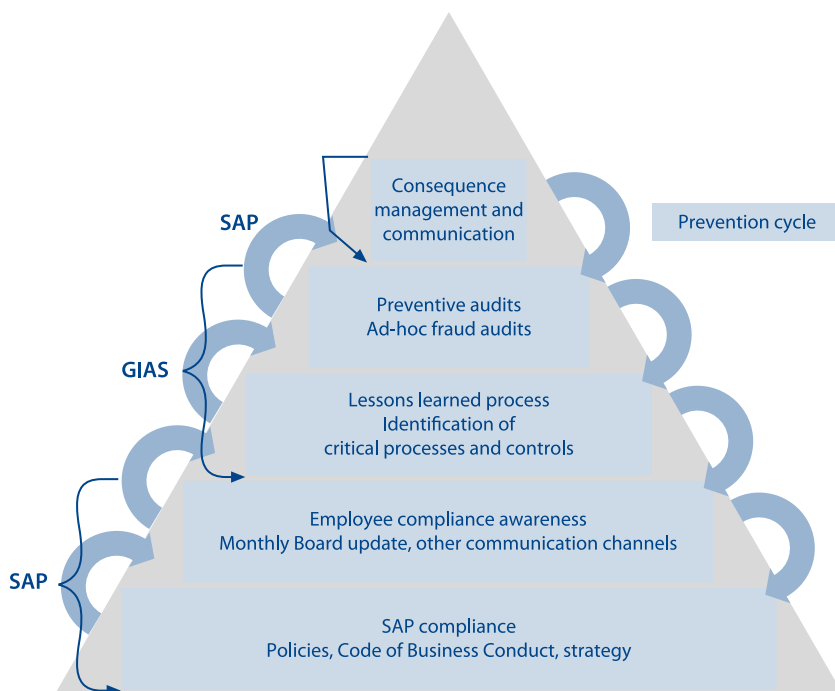 Consequence
management and
communication
SAP
Prevention cycle
Preventive audits
Ad-hoc fraud audits
GIAS
Lessons learned process
Identification of
critical processes and controls
Employee compliance awareness
Monthly Board update, other communication channels
SAP
SAP compliance
Policies, Code of Business Conduct, strategy